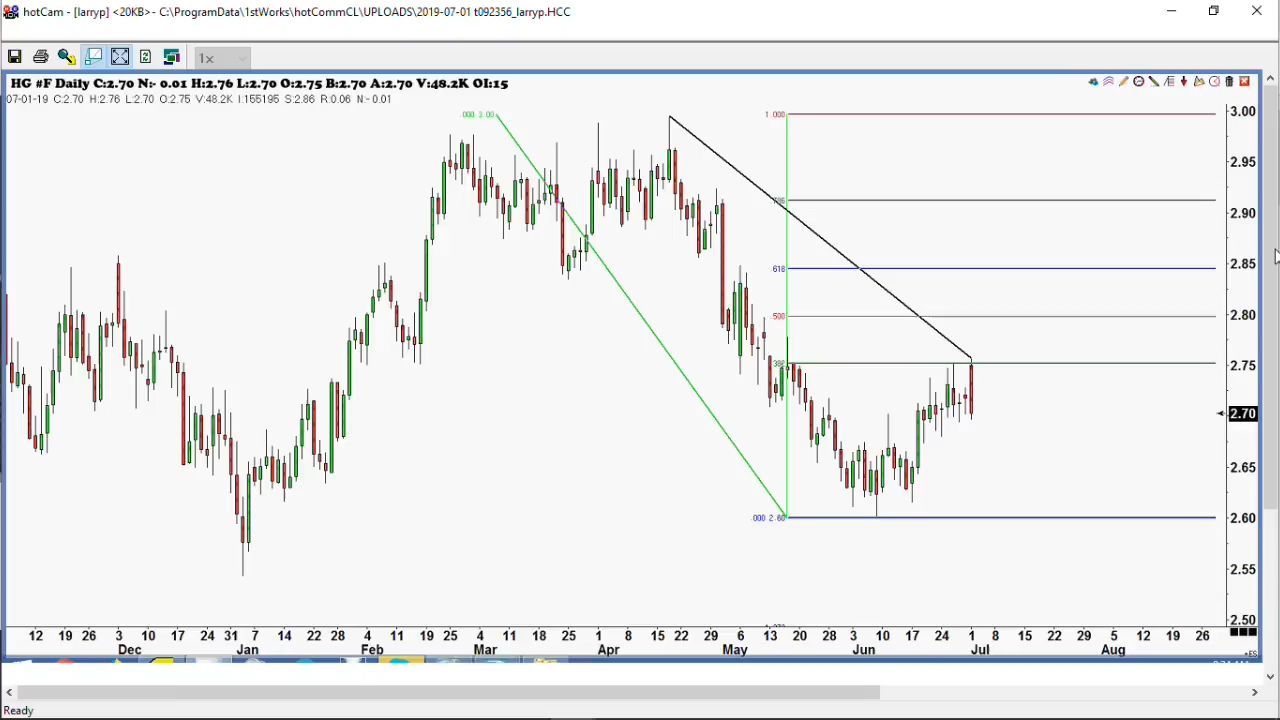 hotCam - [larryp] <20KB>- C:\ProgramData\1stWorks\hotCommCL\UPLOADS\2019-07-01 t092356_larryp.HCC
1x
HG #F Daily C:2.70 N:- 0.01 H:2.76 L:2.70 O:2.75 B:2.70 A:2.70 V:48.2K OI:15
07-01-19 C:2.70 H:2.76 L:2.70 O:2.75 V:48.2K I:155195 S:2.86 R:0.06 N:-0.01
.000 3.00
1.000
3.00
2.95
2.90
2.85
618
2.80
500
2.75
2.70
2.65
2.60
.000 2.60
2.55
2.50
12 19 26 3 10 17 24 31 7 14 22 28 4 11 19 25 4 11 18 25 1 8 15 22 29 6 13 20 28 3 10 17 24 1 8 15 22 29 5 12 19 26
Dec Jan Feb Mar Apr May Jun Jul Aug
Ready